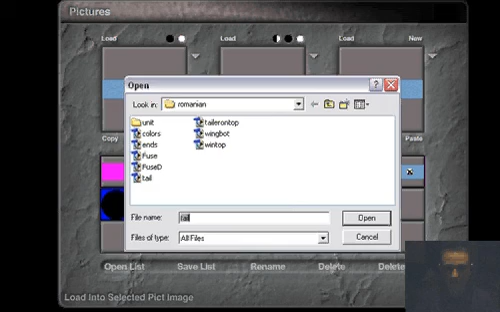 Pictures
Load
Load
Load
New
Open
Look in:
romanian
unit
tailerontop
colors
wingbot
ends
wintop
Fuse
FuseD
tail
Copy
Paste
File name:
tail
Open
Files of type:
All Files
Cancel
Open List
Save List
Rename
Delete
Delete
Load Into Selected Pict Image